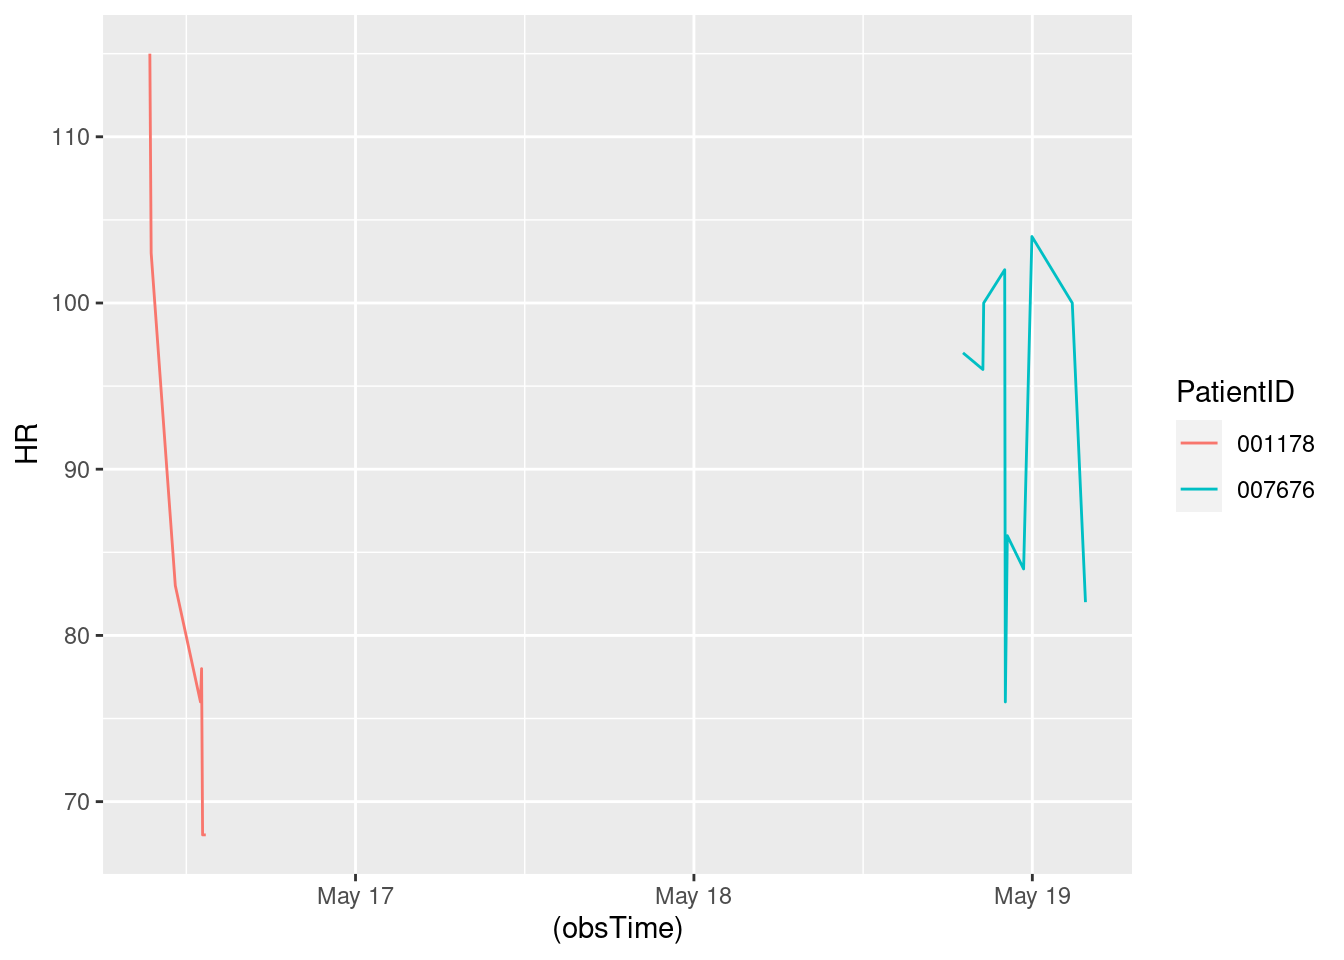 110
100
90
80
70
HR
May 17
May 18
May 19
(obsTime)
PatientID
001178
007676